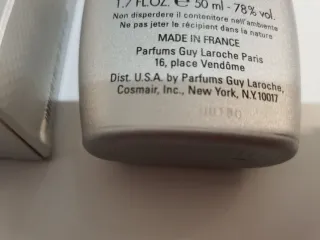 1.7 FL.OZ. ℮ 50 ml - 78% vol.
Non disperdere il contenitore nell'ambiente
Ne pas jeter le récipient dans la nature
MADE IN FRANCE
Parfums Guy Laroche Paris
16, place Vendôme
Dist. U.S.A. by Parfums Guy Laroche,
Cosmair, Inc., New York, N.Y. 10017